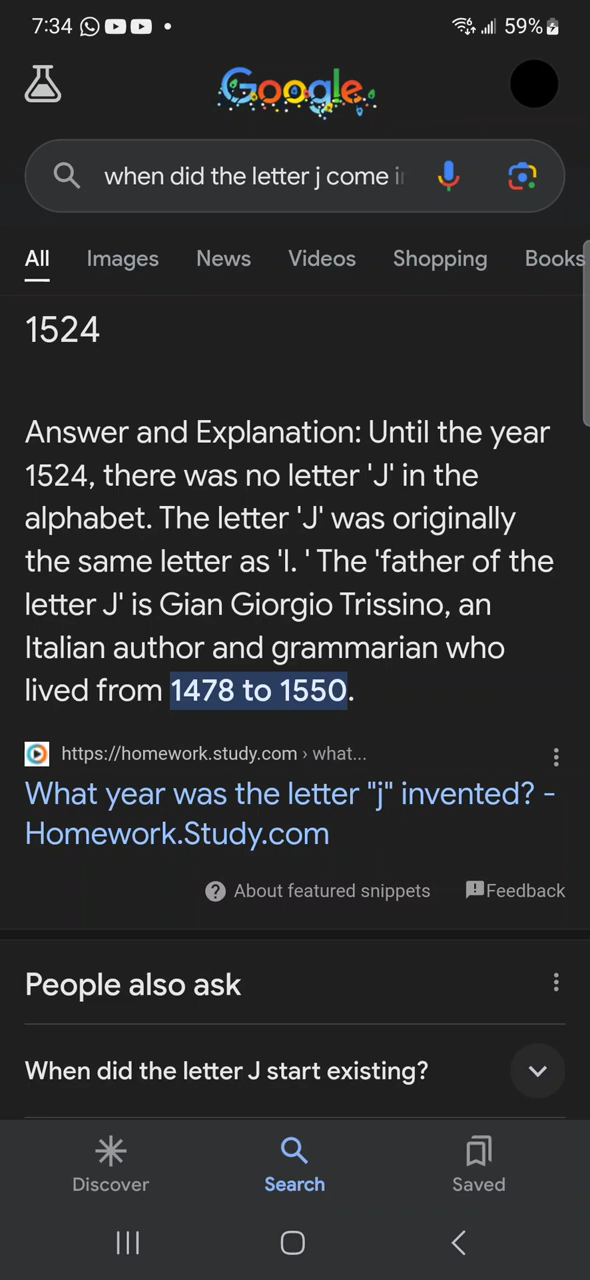 7:34
59%
Google
when did the letter j come i
All Images News Videos Shopping Books
1524
Answer and Explanation: Until the year
1524, there was no letter 'J' in the
alphabet. The letter 'J' was originally
the same letter as 'I. ' The 'father of the
letter J' is Gian Giorgio Trissino, an
Italian author and grammarian who
lived from 1478 to 1550.
https://homework.study.com › what...
What year was the letter "j" invented? -
Homework.Study.com
About featured snippets Feedback
People also ask
When did the letter J start existing?
Discover Search Saved